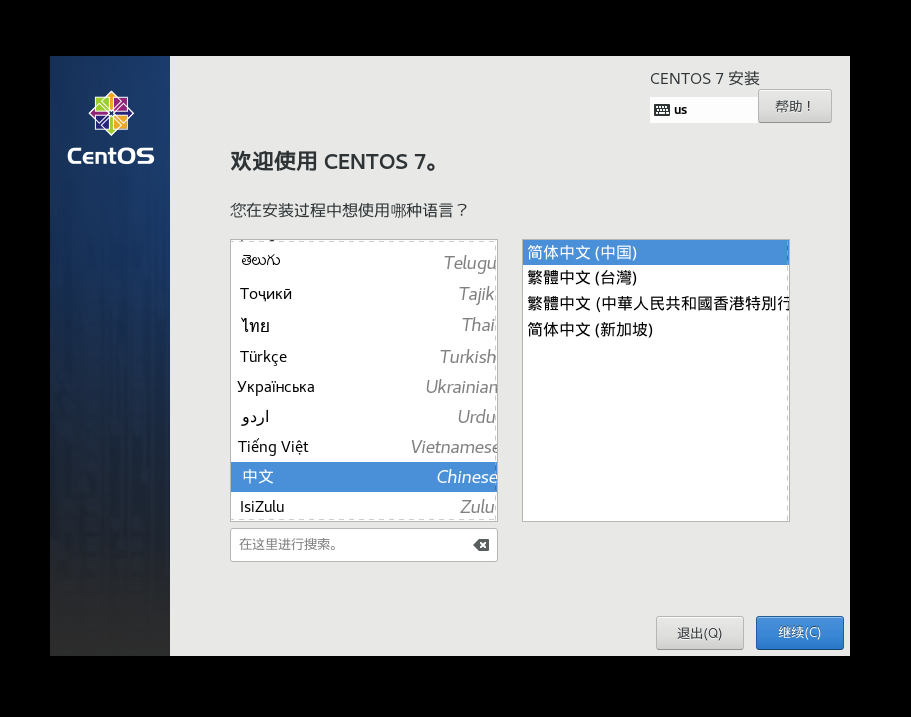 CentOS
CENTOS 7 安装
us
帮助！
欢迎使用 CENTOS 7。
您在安装过程中想使用哪种语言？
తెలుగు Telugu
Тоҷикӣ Tajik
ไทย Thai
Türkçe Turkish
Українська Ukrainian
اردو Urdu
Tiếng Việt Vietnamese
中文 Chinese
IsiZulu Zulu
简体中文 (中国)
繁體中文 (台灣)
繁體中文 (中華人民共和國香港特別行
简体中文 (新加坡)
在这里进行搜索。
退出(Q)
继续(C)